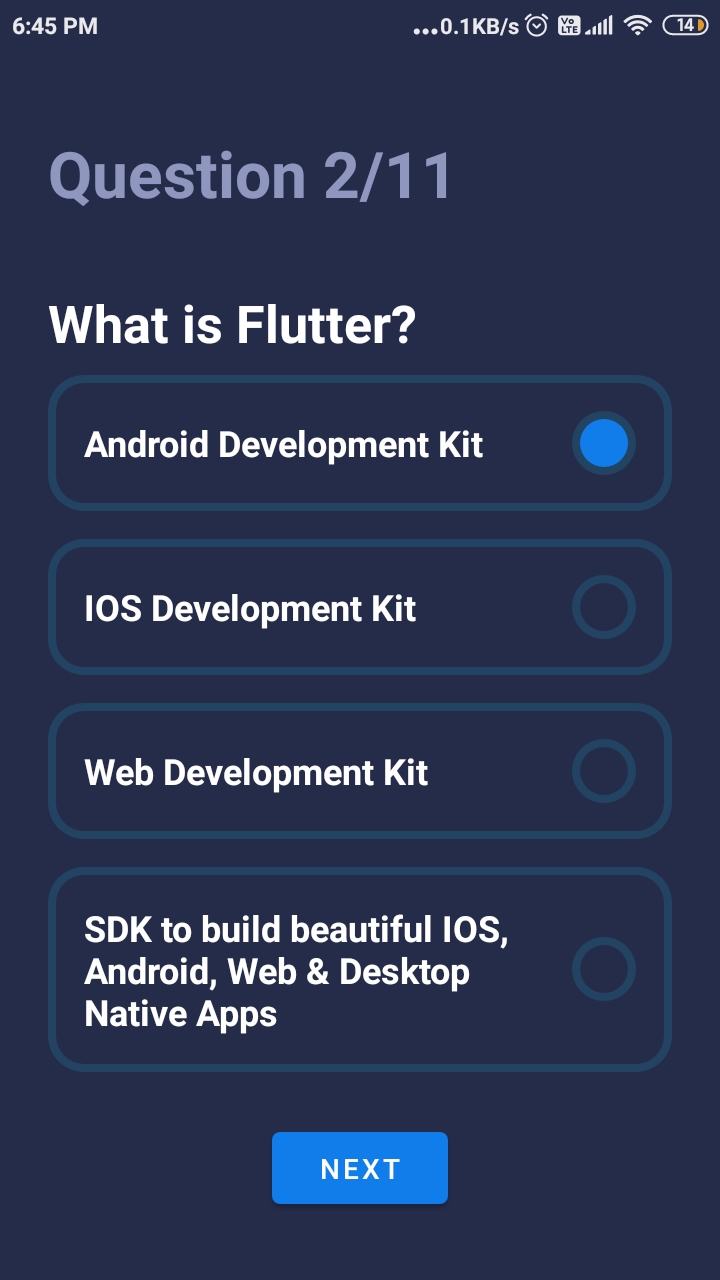 6:45 PM
...0.1KB/s
Vo
LTE
14
Question 2/11
What is Flutter?
Android Development Kit
IOS Development Kit
Web Development Kit
SDK to build beautiful IOS,
Android, Web & Desktop
Native Apps
NEXT